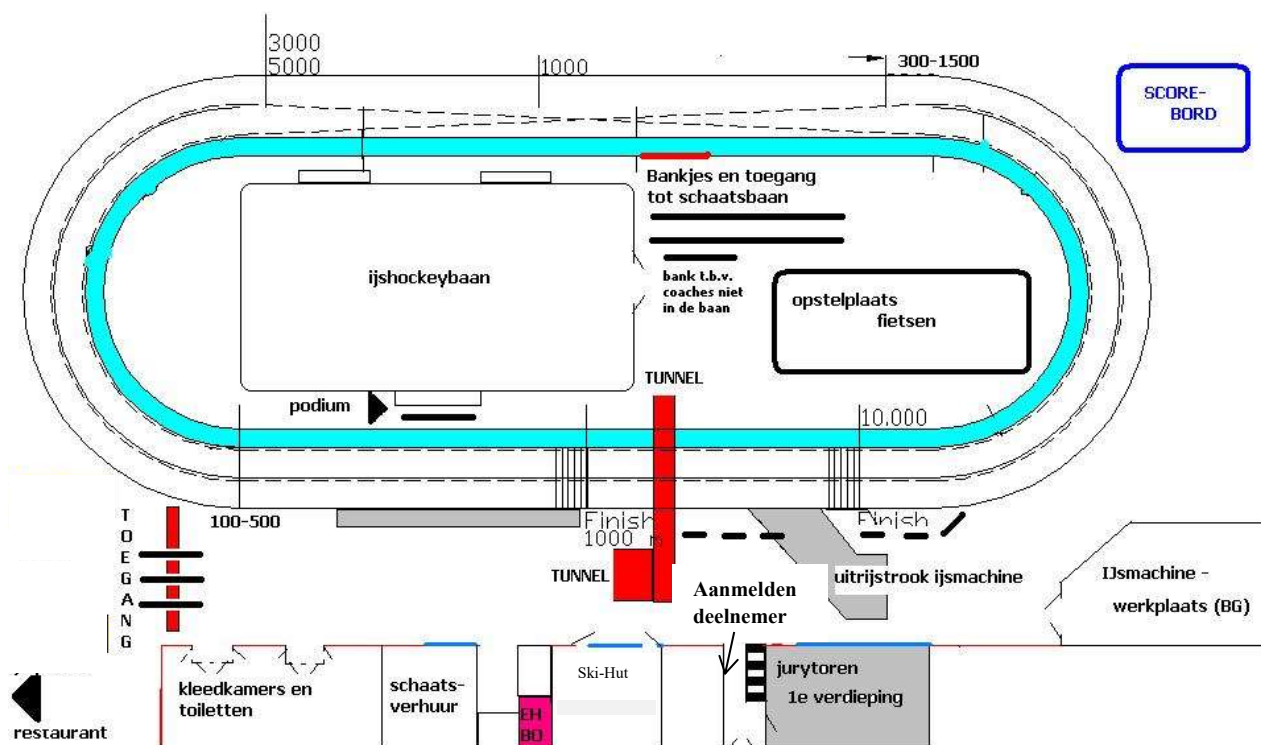 3000
5000
1000
300-1500
SCORE-
BORD
Bankjes en toegang
tot schaatsbaan
ijshockeybaan
bank t.b.v.
coaches niet
in de baan
opstelplaats
fietsen
TUNNEL
podium
10.000
100-500
Finish
1000 m
Finish
TOEGANG
TUNNEL
Aanmelden
deelnemer
uitrijstrook ijsmachine
IJsmachine -
werkplaats (BG)
kleedkamers en
toiletten
schaats-
verhuur
EH
BO
Ski-Hut
jurytoren
1e verdieping
restaurant